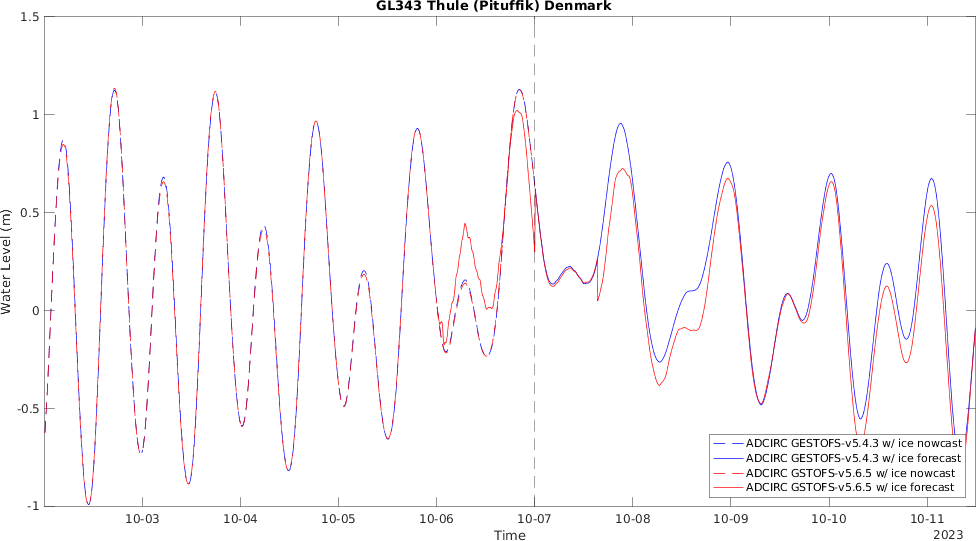 GL343 Thule (Pituffik) Denmark
1.5
1
0.5
0
-0.5
-1
Water Level (m)
10-03
10-04
10-05
10-06
10-07
10-08
10-09
10-10
10-11
Time
2023
ADCIRC GESTOFS-v5.4.3 w/ ice nowcast
ADCIRC GESTOFS-v5.4.3 w/ ice forecast
ADCIRC GSTOFS-v5.6.5 w/ ice nowcast
ADCIRC GSTOFS-v5.6.5 w/ ice forecast